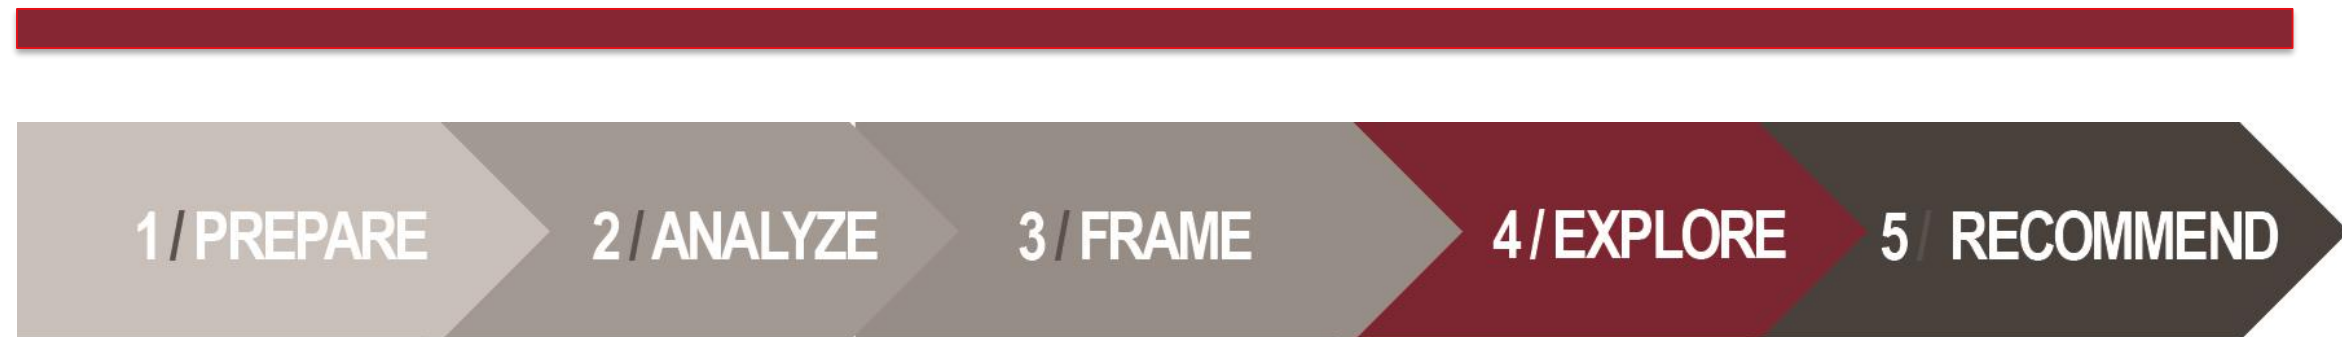 1 / PREPARE 2 / ANALYZE 3 / FRAME 4 / EXPLORE 5 / RECOMMEND